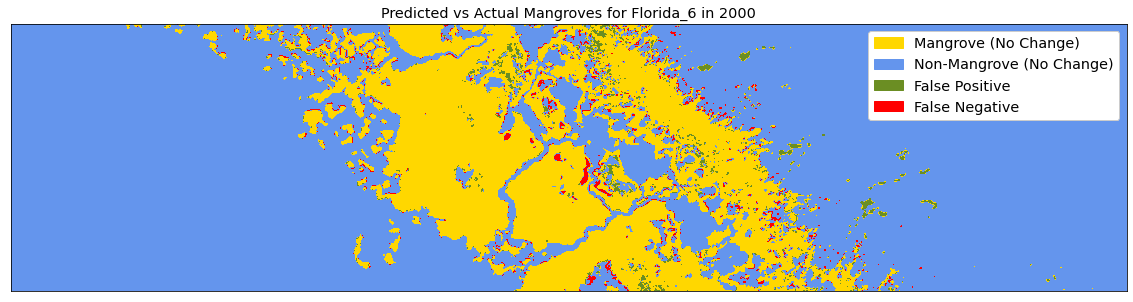 Predicted vs Actual Mangroves for Florida_6 in 2000
Mangrove (No Change)
Non-Mangrove (No Change)
False Positive
False Negative